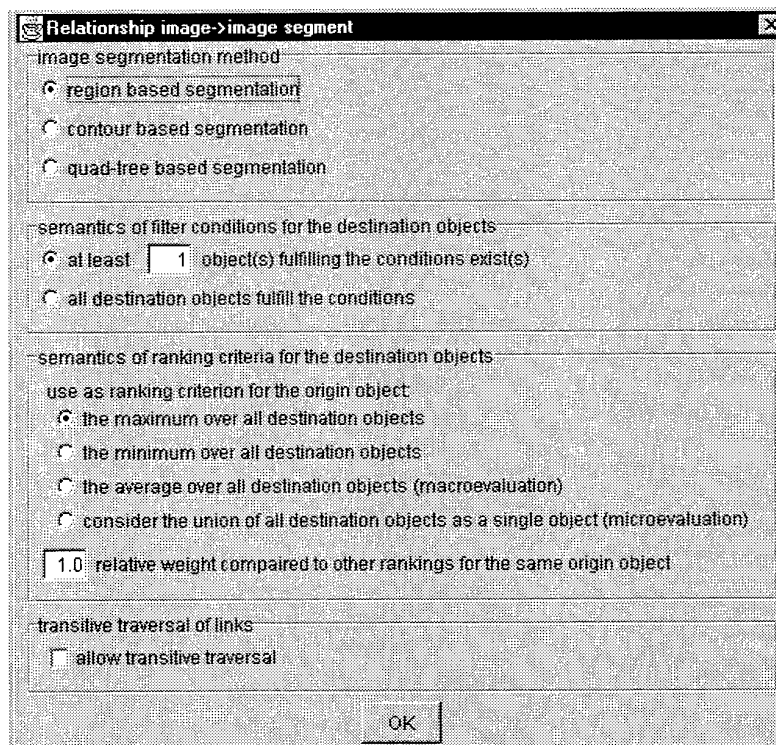 Relationship image->image segment
image segmentation method
region based segmentation
contour based segmentation
quad-tree based segmentation
semantics of filter conditions for the destination objects
at least 1 object(s) fulfilling the conditions exist(s)
all destination objects fulfill the conditions
semantics of ranking criteria for the destination objects
use as ranking criterion for the origin object:
the maximum over all destination objects
the minimum over all destination objects
the average over all destination objects (macroevaluation)
consider the union of all destination objects as a single object (microevaluation)
1.0 relative weight compaired to other rankings for the same origin object
transitive traversal of links
allow transitive traversal
OK